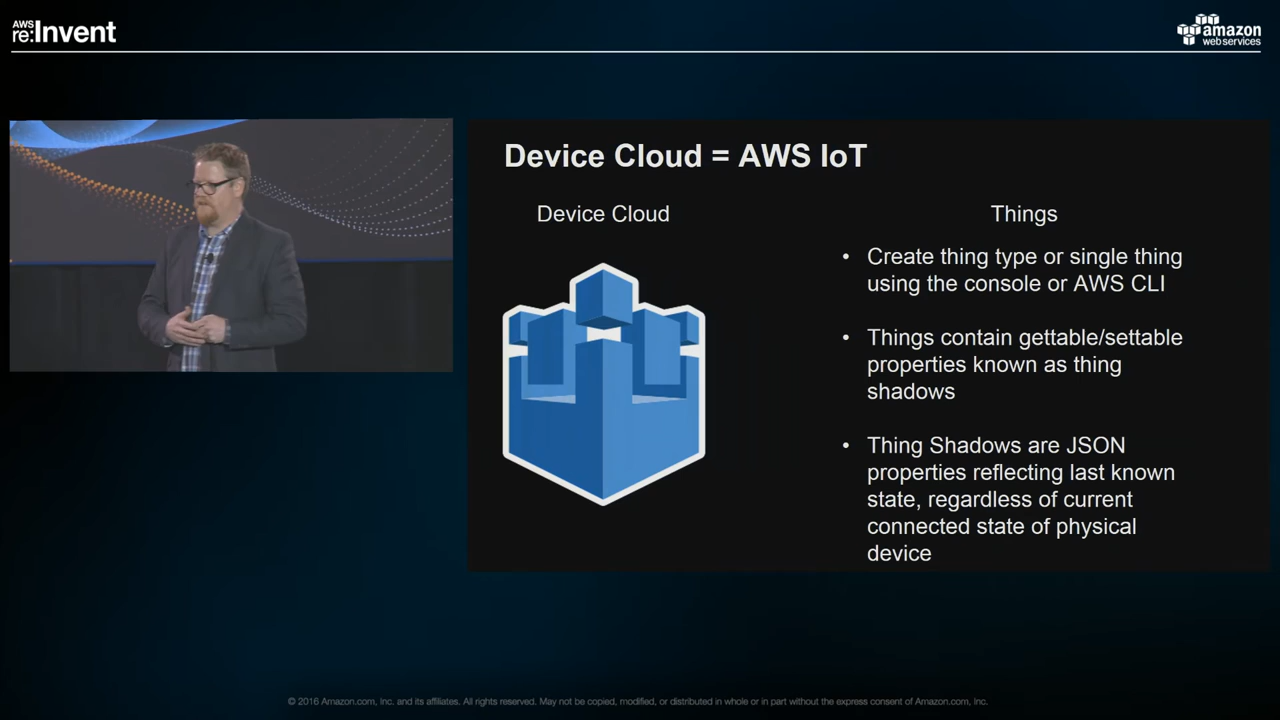 AWS
re:Invent
amazon
web services
Device Cloud = AWS IoT
Device Cloud
Things
• Create thing type or single thing
using the console or AWS CLI
• Things contain gettable/settable
properties known as thing
shadows
• Thing Shadows are JSON
properties reflecting last known
state, regardless of current
connected state of physical
device
© 2016 Amazon.com, Inc. and its affiliates. All rights reserved. May not be copied, modified, or distributed in whole or in part without the express consent of Amazon.com, Inc.